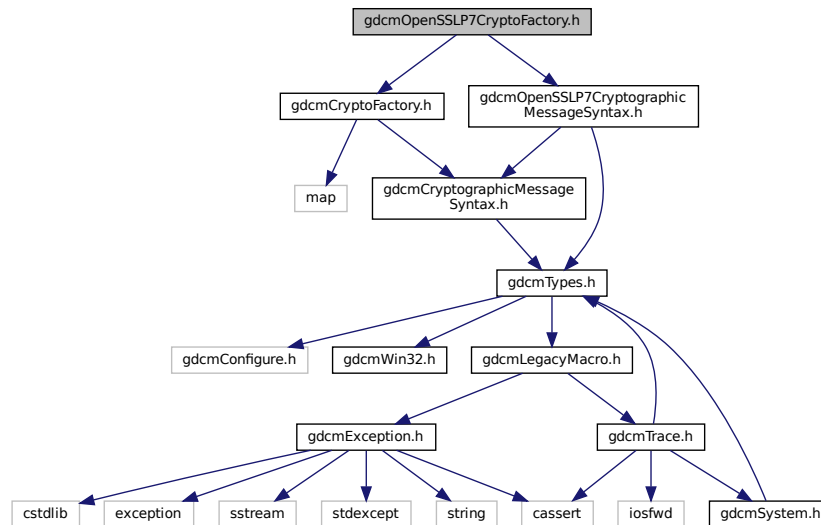 gdcmOpenSSLP7CryptoFactory.h
gdcmCryptoFactory.h
gdcmOpenSSLP7Cryptographic
MessageSyntax.h
map
gdcmCryptographicMessage
Syntax.h
gdcmTypes.h
gdcmConfigure.h
gdcmWin32.h
gdcmLegacyMacro.h
gdcmException.h
gdcmTrace.h
cstdlib
exception
sstream
stdexcept
string
cassert
iosfwd
gdcmSystem.h